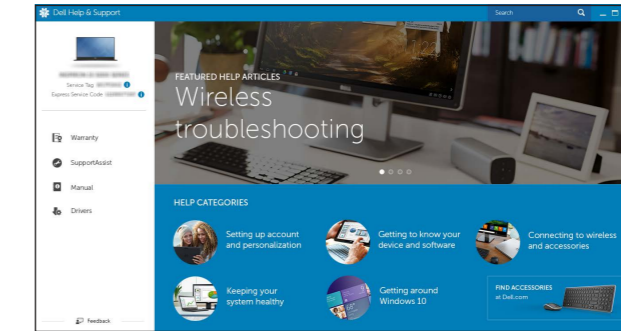 Dell Help & Support
Search
Service Tag:
Express Service Code:
Warranty
SupportAssist
Manual
Drivers
Feedback
FEATURED HELP ARTICLES
Wireless
troubleshooting
HELP CATEGORIES
Setting up account
and personalization
Getting to know your
device and software
Connecting to wireless
and accessories
Keeping your
system healthy
Getting around
Windows 10
FIND ACCESSORIES
at Dell.com